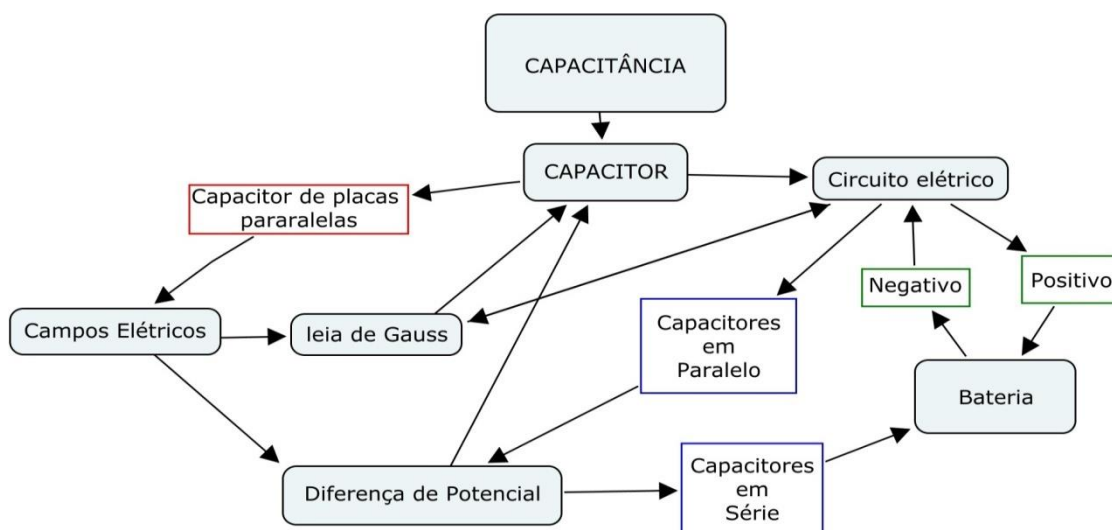 CAPACITÂNCIA
CAPACITOR
Circuito elétrico
Capacitor de placas
pararalelas
Negativo
Positivo
Campos Elétricos
leia de Gauss
Capacitores
em
Paralelo
Bateria
Diferença de Potencial
Capacitores
em
Série